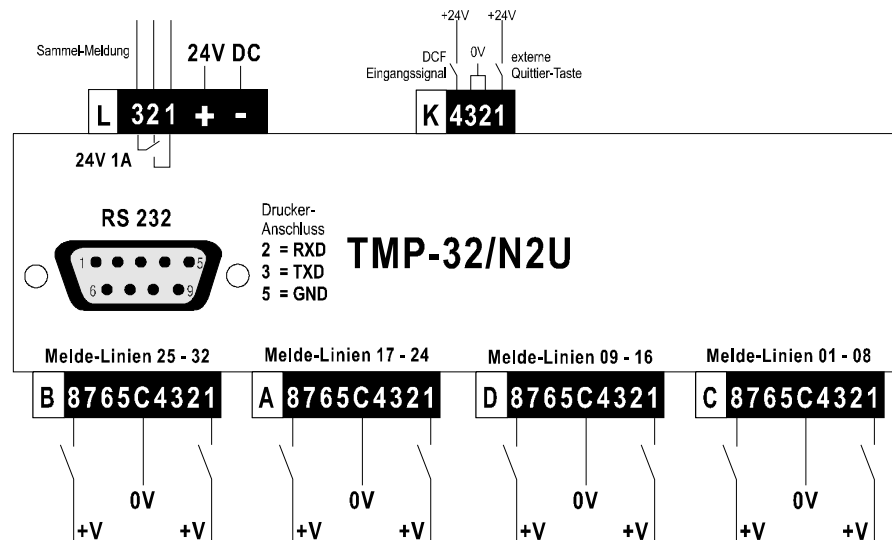 +24V +24V
Sammel-Meldung 24V DC DCF 0V externe
Eingangssignal Quittier-Taste
L 321 + - K 4321
24V 1A
RS 232
Drucker-
Anschluss
2 = RXD
3 = TXD
5 = GND
TMP-32/N2U
1 5
6 9
Melde-Linien 25 - 32 Melde-Linien 17 - 24 Melde-Linien 09 - 16 Melde-Linien 01 - 08
B 8765C4321 A 8765C4321 D 8765C4321 C 8765C4321
0V 0V 0V 0V
+V +V +V +V +V +V +V +V